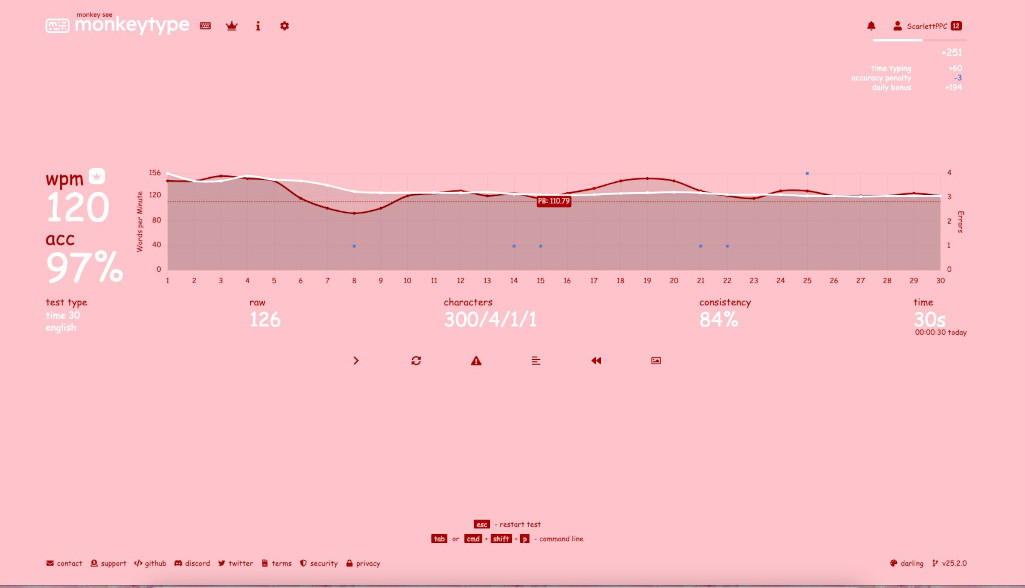 monkey see
monkeytype
ScarlettPPC 12
+251
time typing +60
accuracy penalty -3
daily bonus +194
wpm
120
acc
97%
Words per Minute
156
120
80
40
0
PB: 110.79
4
3
2
1
0
Errors
1 2 3 4 5 6 7 8 9 10 11 12 13 14 15 16 17 18 19 20 21 22 23 24 25 26 27 28 29 30
test type
time 30
english
raw
126
characters
300/4/1/1
consistency
84%
time
30s
00:00:30 today
esc - restart test
tab or cmd + shift + p - command line
contact support github discord twitter terms security privacy darling v25.2.0